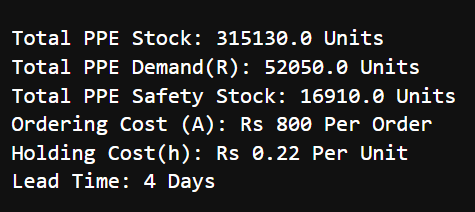 Total PPE Stock: 315130.0 Units
Total PPE Demand(R): 52050.0 Units
Total PPE Safety Stock: 16910.0 Units
Ordering Cost (A): Rs 800 Per Order
Holding Cost(h): Rs 0.22 Per Unit
Lead Time: 4 Days